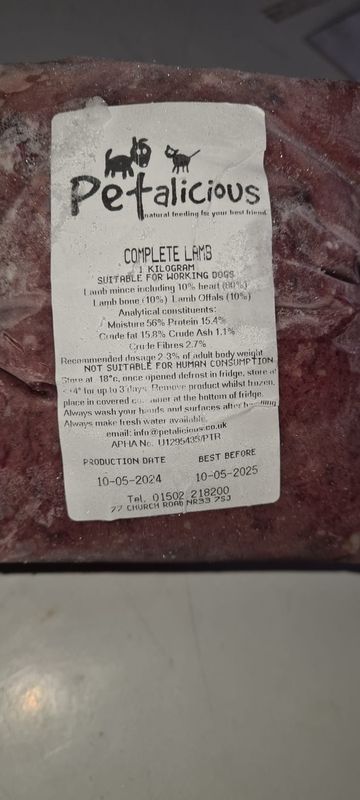 Petalicious
natural feeding for your best friend
COMPLETE LAMB
1 KILOGRAM
SUITABLE FOR WORKING DOGS
Lamb mince including 10% heart (80%)
Lamb bone (10%) Lamb Offals (10%)
Analytical constituents:
Moisture 56% Protein 15.4%
Crude fat 15.8% Crude Ash 1.1%
Crude Fibres 2.7%
Recommended dosage 2-3% of adult body weight
NOT SUITABLE FOR HUMAN CONSUMPTION
Store at -18°c, once opened defrost in fridge, store at
< +4° for up to 3 days. Remove product whilst frozen,
place in covered container at the bottom of fridge.
Always wash your hands and surfaces after handling
Always make fresh water available.
email: info@petalicious.co.uk
APHA No. U1295435/PTR
PRODUCTION DATE BEST BEFORE
10-05-2024 10-05-2025
Tel. 01502 218200
77 CHURCH ROAD NR33 7SJ